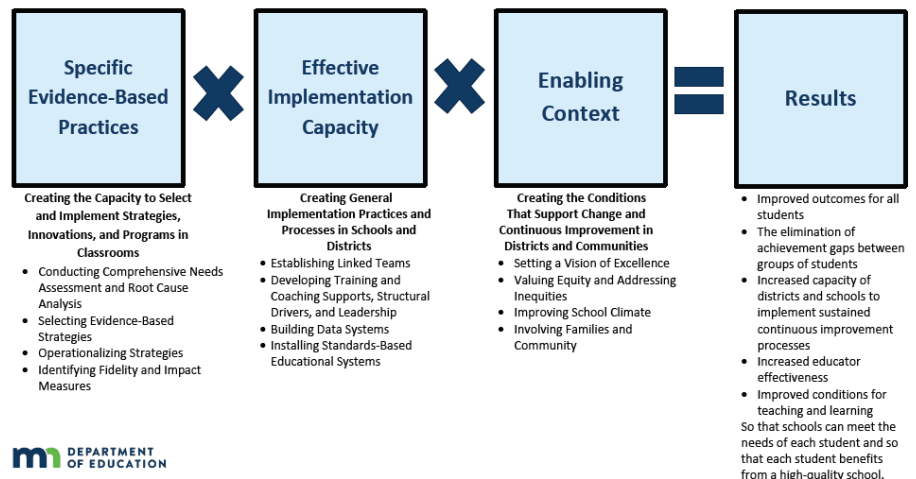 Specific
Evidence-Based
Practices
Effective
Implementation
Capacity
Enabling
Context
Results
Creating the Capacity to Select
and Implement Strategies,
Innovations, and Programs in
Classrooms
• Conducting Comprehensive Needs
Assessment and Root Cause
Analysis
• Selecting Evidence-Based
Strategies
• Operationalizing Strategies
• Identifying Fidelity and Impact
Measures
Creating General
Implementation Practices and
Processes in Schools and
Districts
• Establishing Linked Teams
• Developing Training and
Coaching Supports, Structural
Drivers, and Leadership
• Building Data Systems
• Installing Standards-Based
Educational Systems
Creating the Conditions
That Support Change and
Continuous Improvement in
Districts and Communities
• Setting a Vision of Excellence
• Valuing Equity and Addressing
Inequities
• Improving School Climate
• Involving Families and
Community
• Improved outcomes for all
students
• The elimination of
achievement gaps between
groups of students
• Increased capacity of
districts and schools to
implement sustained
continuous improvement
processes
• Increased educator
effectiveness
• Improved conditions for
teaching and learning
So that schools can meet the
needs of each student and so
that each student benefits
from a high-quality school.
mn DEPARTMENT
OF EDUCATION